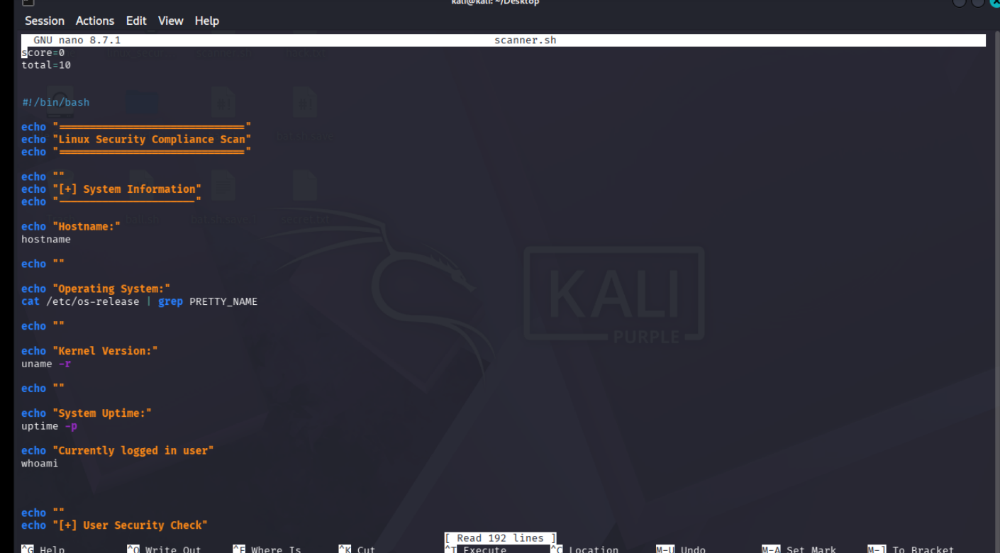 kali@kali: ~/Desktop
Session Actions Edit View Help
GNU nano 8.7.1 scanner.sh
score=0
total=10
#!/bin/bash
echo "=============================="
echo "Linux Security Compliance Scan"
echo "=============================="
echo ""
echo "[+] System Information"
echo "----------------------"
echo "Hostname:"
hostname
echo ""
echo "Operating System:"
cat /etc/os-release | grep PRETTY_NAME
echo ""
echo "Kernel Version:"
uname -r
echo ""
echo "System Uptime:"
uptime -p
echo "Currently logged in user"
whoami
echo ""
echo "[+] User Security Check"
KALI
PURPLE
[ Read 192 lines ]
^G Help ^O Write Out ^F Where Is ^K Cut ^T Execute ^C Location M-U Undo M-A Set Mark M-] To Bracket